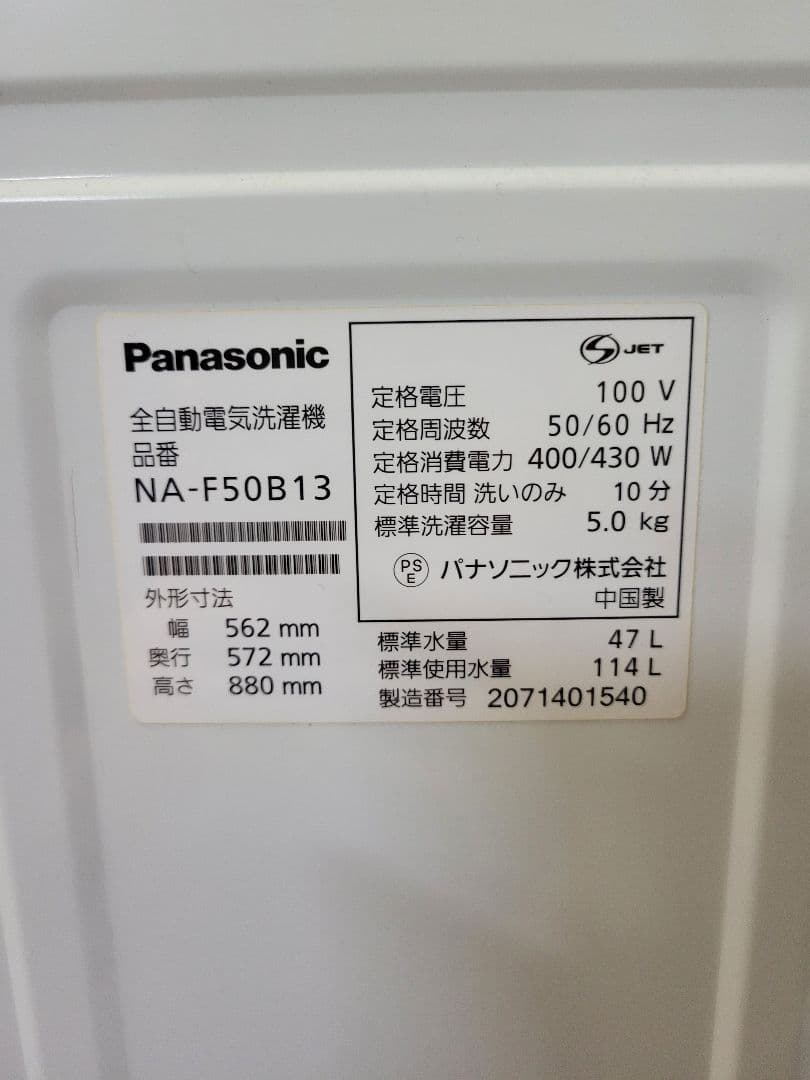 Panasonic
全自動電気洗濯機
品番
NA-F50B13
外形寸法
幅 562 mm
奥行 572 mm
高さ 880 mm
S JET
定格電圧 100 V
定格周波数 50/60 Hz
定格消費電力 400/430 W
定格時間 洗いのみ 10 分
標準洗濯容量 5.0 kg
PS E パナソニック株式会社
中国製
標準水量 47 L
標準使用水量 114 L
製造番号 2071401540